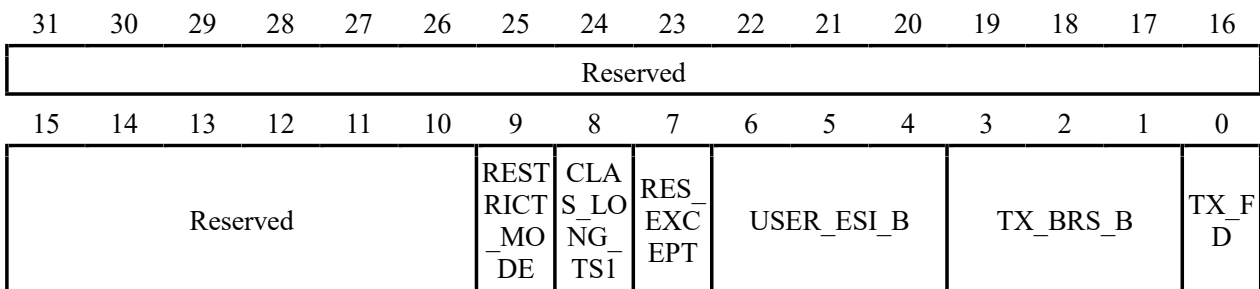 31 30 29 28 27 26 25 24 23 22 21 20 19 18 17 16
Reserved
15 14 13 12 11 10 9 8 7 6 5 4 3 2 1 0
Reserved
REST
RICT
_MO
DE
CLA
S_LO
NG_
TS1
RES_
EXC
EPT
USER_ESI_B
TX_BRS_B
TX_F
D